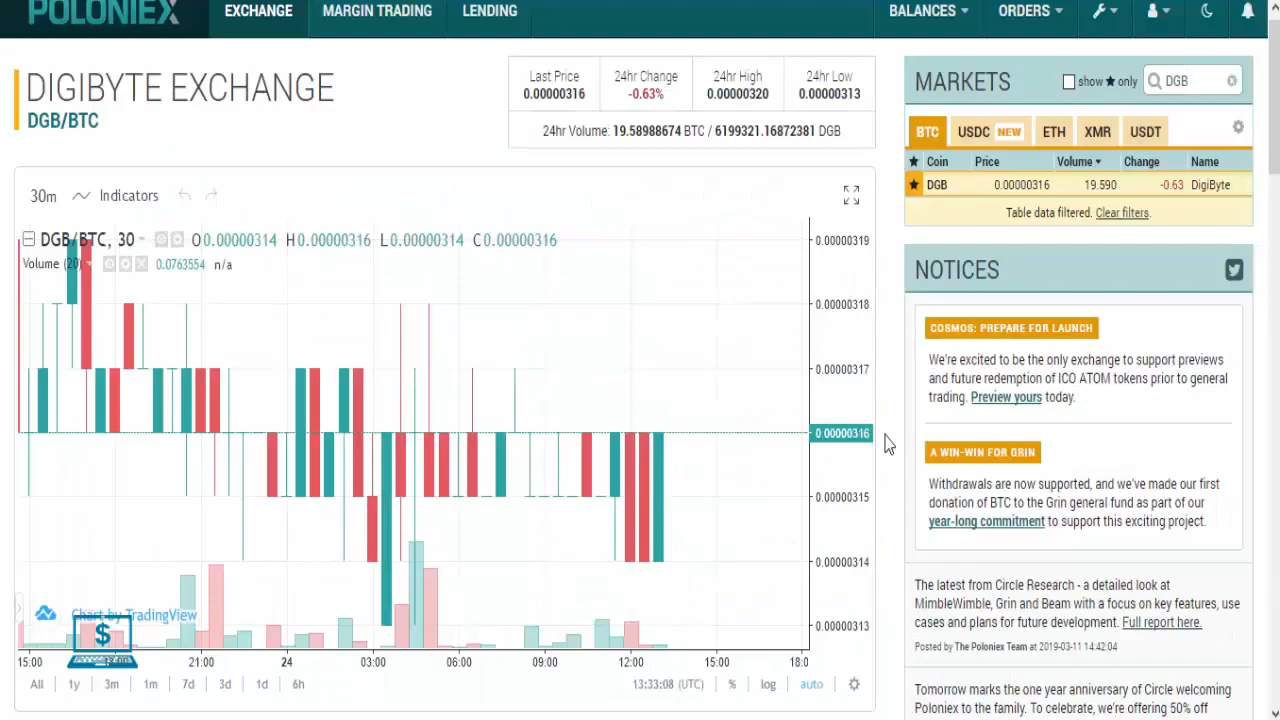 POLONIEX
EXCHANGE
MARGIN TRADING
LENDING
BALANCES
ORDERS
DIGIBYTE EXCHANGE
DGB/BTC
Last Price
0.00000316
24hr Change
-0.63%
24hr High
0.00000320
24hr Low
0.00000313
24hr Volume: 19.58988674 BTC / 6199321.16872381 DGB
30m
Indicators
DGB/BTC, 30
O0.00000314 H0.00000316 L0.00000314 C0.00000316
Volume (20)
0.0763554 n/a
0.00000319
0.00000318
0.00000317
0.00000316
0.00000315
0.00000314
0.00000313
Chart by TradingView
$
15:00
21:00
24
03:00
06:00
09:00
12:00
15:00
18:0
All
1y
3m
1m
7d
3d
1d
6h
13:33:08 (UTC)
%
log
auto
MARKETS
show ★ only
DGB
BTC
USDC NEW
ETH
XMR
USDT
★ Coin Price Volume Change Name
★ DGB 0.00000316 19.590 -0.63 DigiByte
Table data filtered. Clear filters.
NOTICES
COSMOS: PREPARE FOR LAUNCH
We're excited to be the only exchange to support previews
and future redemption of ICO ATOM tokens prior to general
trading. Preview yours today.
A WIN-WIN FOR GRIN
Withdrawals are now supported, and we've made our first
donation of BTC to the Grin general fund as part of our
year-long commitment to support this exciting project.
The latest from Circle Research - a detailed look at
MimbleWimble, Grin and Beam with a focus on key features, use
cases and plans for future development. Full report here.
Posted by The Poloniex Team at 2019-03-11 14:42:04
Tomorrow marks the one year anniversary of Circle welcoming
Poloniex to the family. To celebrate, we're offering 50% off